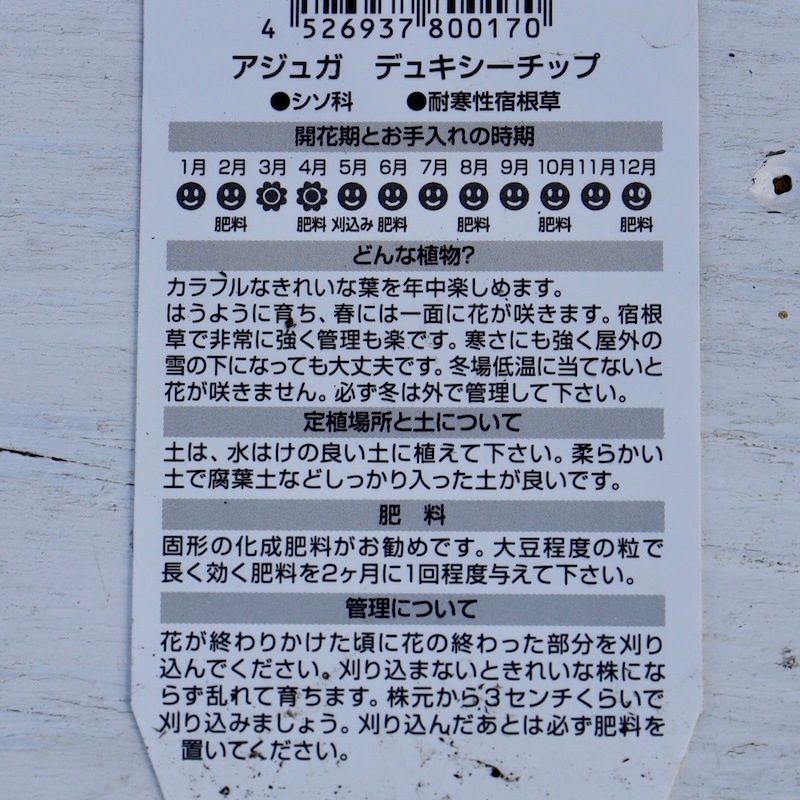 4 526937 800170
アジュガ デュキシーチップ
●シソ科 ●耐寒性宿根草
開花期とお手入れの時期
1月 2月 3月 4月 5月 6月 7月 8月 9月 10月 11月 12月
肥料 肥料 刈込み 肥料 肥料 肥料 肥料
どんな植物?
カラフルなきれいな葉を年中楽しめます。
はうように育ち、春には一面に花が咲きます。宿根
草で非常に強く管理も楽です。寒さにも強く屋外の
雪の下になっても大丈夫です。冬場低温に当てないと
花が咲きません。必ず冬は外で管理して下さい。
定植場所と土について
土は、水はけの良い土に植えて下さい。柔らかい
土で腐葉土などしっかり入った土が良いです。
肥 料
固形の化成肥料がお勧めです。大豆程度の粒で
長く効く肥料を2ヶ月に1回程度与えて下さい。
管理について
花が終わりかけた頃に花の終わった部分を刈り
込んでください。刈り込まないときれいな株にな
らず乱れて育ちます。株元から3センチくらいで
刈り込みましょう。刈り込んだあとは必ず肥料を
置いてください。